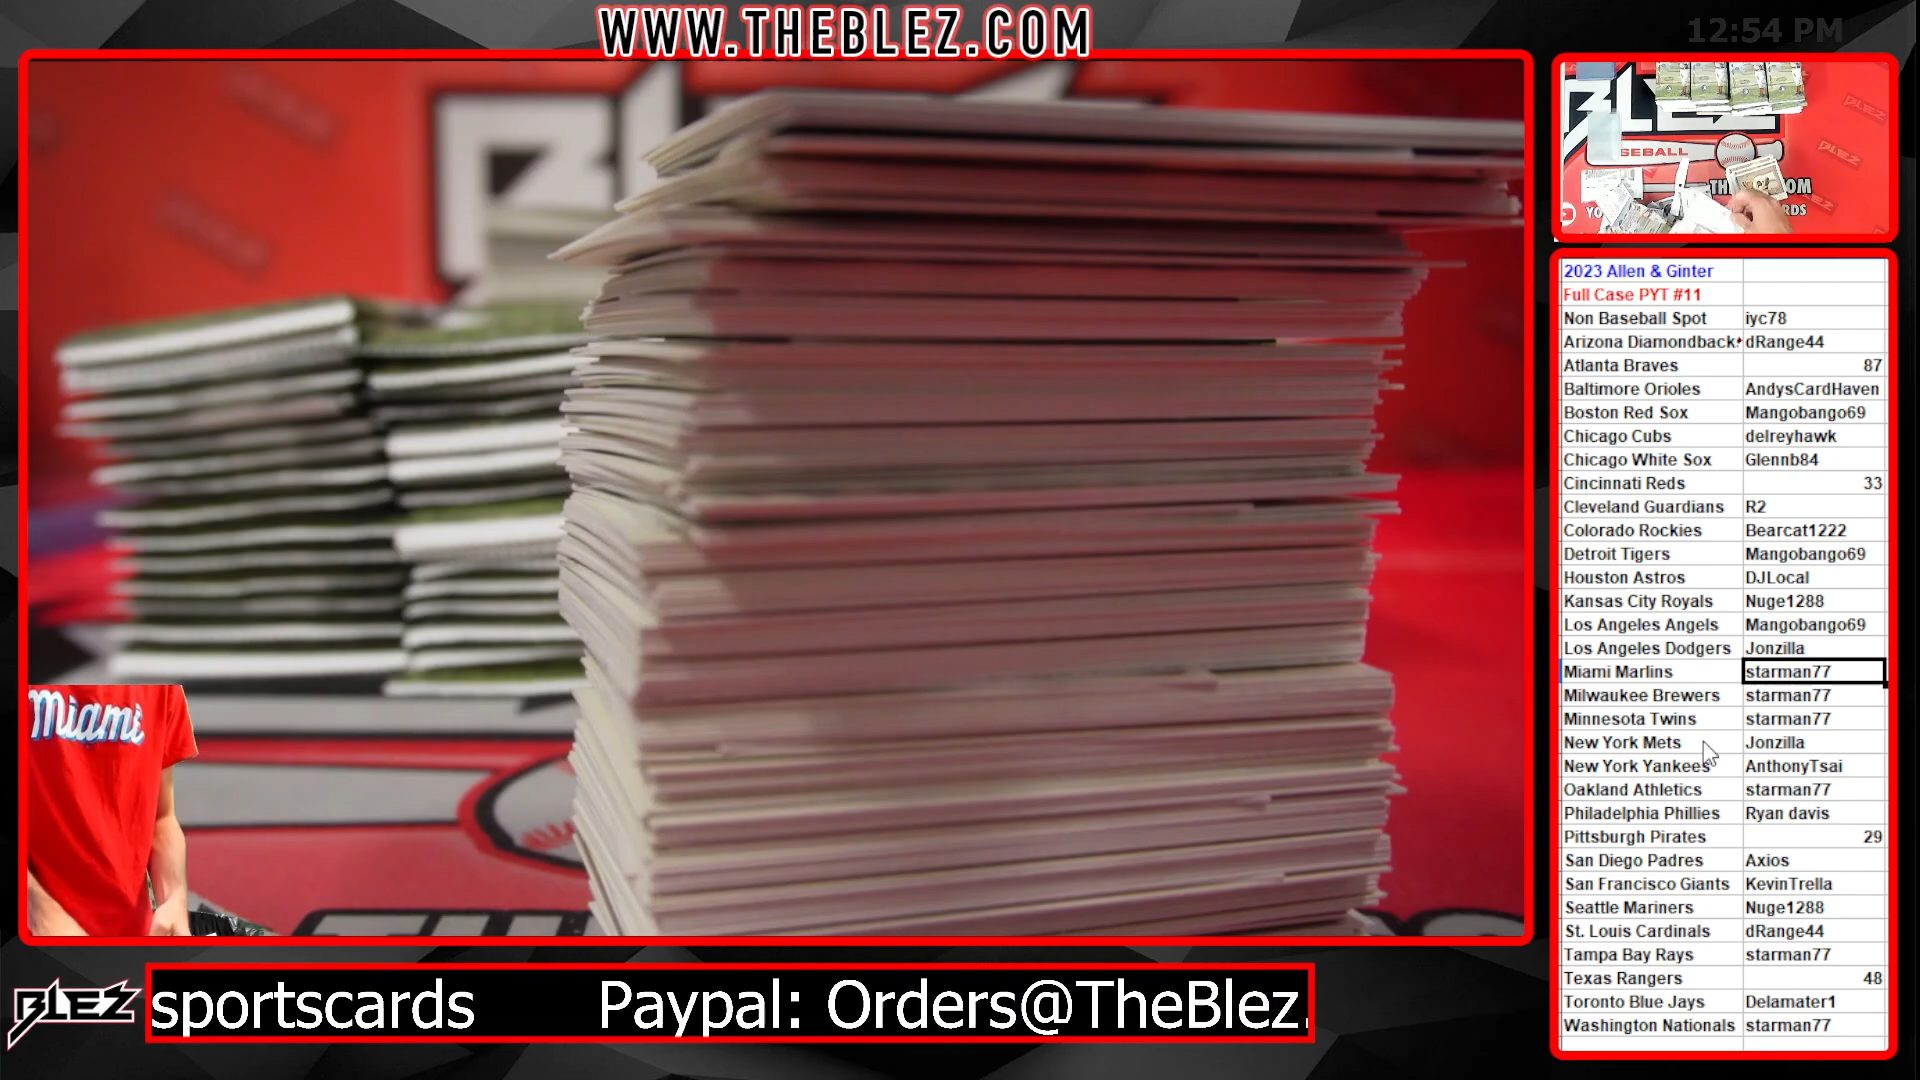 WWW.THEBLEZ.COM
12:54 PM
BASEBALL
BLEZ
BLEZ
2023 Allen & Ginter
Full Case PYT #11
Non Baseball Spot iyc78
Arizona Diamondback dRange44
Atlanta Braves 87
Baltimore Orioles AndysCardHaven
Boston Red Sox Mangobango69
Chicago Cubs delreyhawk
Chicago White Sox Glennb84
Cincinnati Reds 33
Cleveland Guardians R2
Colorado Rockies Bearcat1222
Detroit Tigers Mangobango69
Houston Astros DJLocal
Kansas City Royals Nuge1288
Los Angeles Angels Mangobango69
Los Angeles Dodgers Jonzilla
Miami Marlins starman77
Milwaukee Brewers starman77
Minnesota Twins starman77
New York Mets Jonzilla
New York Yankees AnthonyTsai
Oakland Athletics starman77
Philadelphia Phillies Ryan davis
Pittsburgh Pirates 29
San Diego Padres Axios
San Francisco Giants KevinTrella
Seattle Mariners Nuge1288
St. Louis Cardinals dRange44
Tampa Bay Rays starman77
Texas Rangers 48
Toronto Blue Jays Delamater1
Washington Nationals starman77
Miami
BLEZ
sportscards Paypal: Orders@TheBlez.